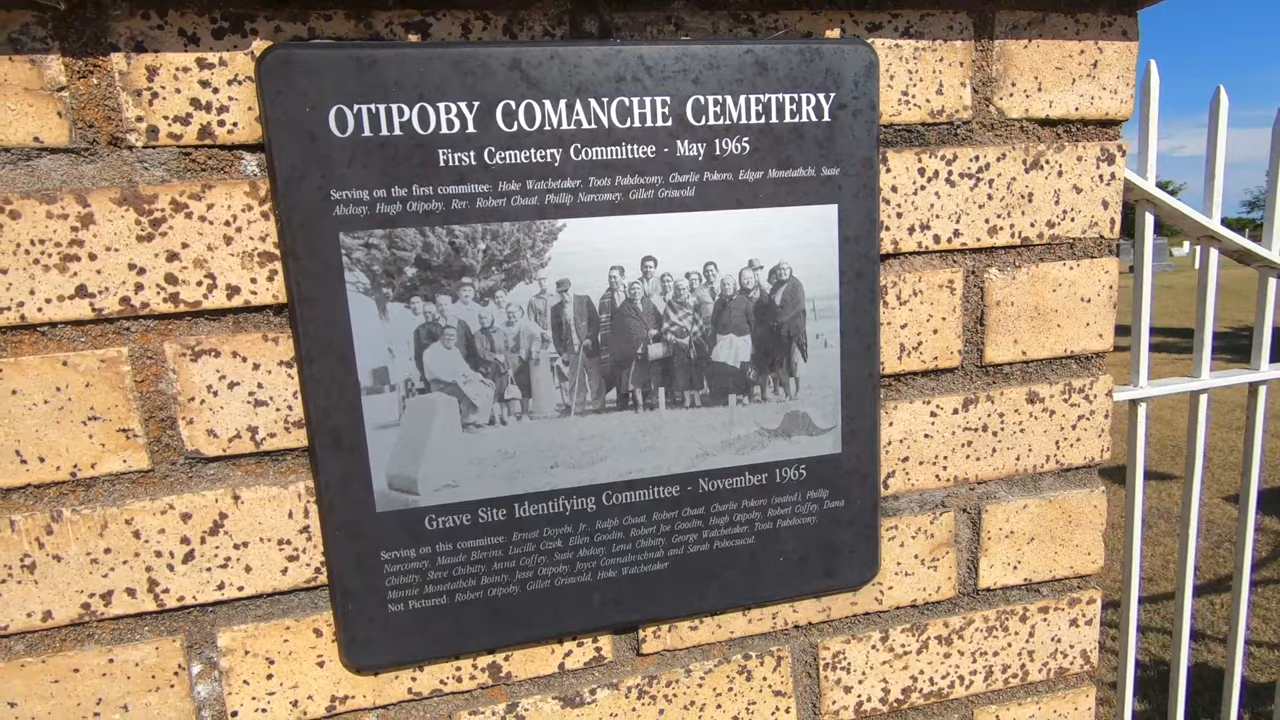 OTIPOBY COMANCHE CEMETERY
First Cemetery Committee - May 1965
Serving on the first committee: Hoke Watchetaker, Toots Pahdocony, Charlie Pokoro, Edgar Monetathchi, Susie
Ahdosy, Hugh Otipoby, Rev. Robert Chaat, Phillip Narcomey, Gillett Griswold
Grave Site Identifying Committee - November 1965
Serving on this committee: Ernest Doyebi, Jr., Ralph Chaat, Robert Chaat, Charlie Pokoro (seated), Phillip
Narcomey, Maude Blevins, Lucille Cizek, Ellen Goodin, Robert Joe Goodin, Hugh Otipoby, Robert Coffey, Dana
Chibitty, Steve Chibitty, Anna Coffey, Susie Ahdosy, Lena Chibitty, George Watchetaker, Toots Pahdocony,
Minnie Monetathchi Bointy, Jesse Otipoby, Joyce Connahvichnah and Sarah Pohocsucut.
Not Pictured: Robert Otipoby, Gillett Griswold, Hoke Watchetaker